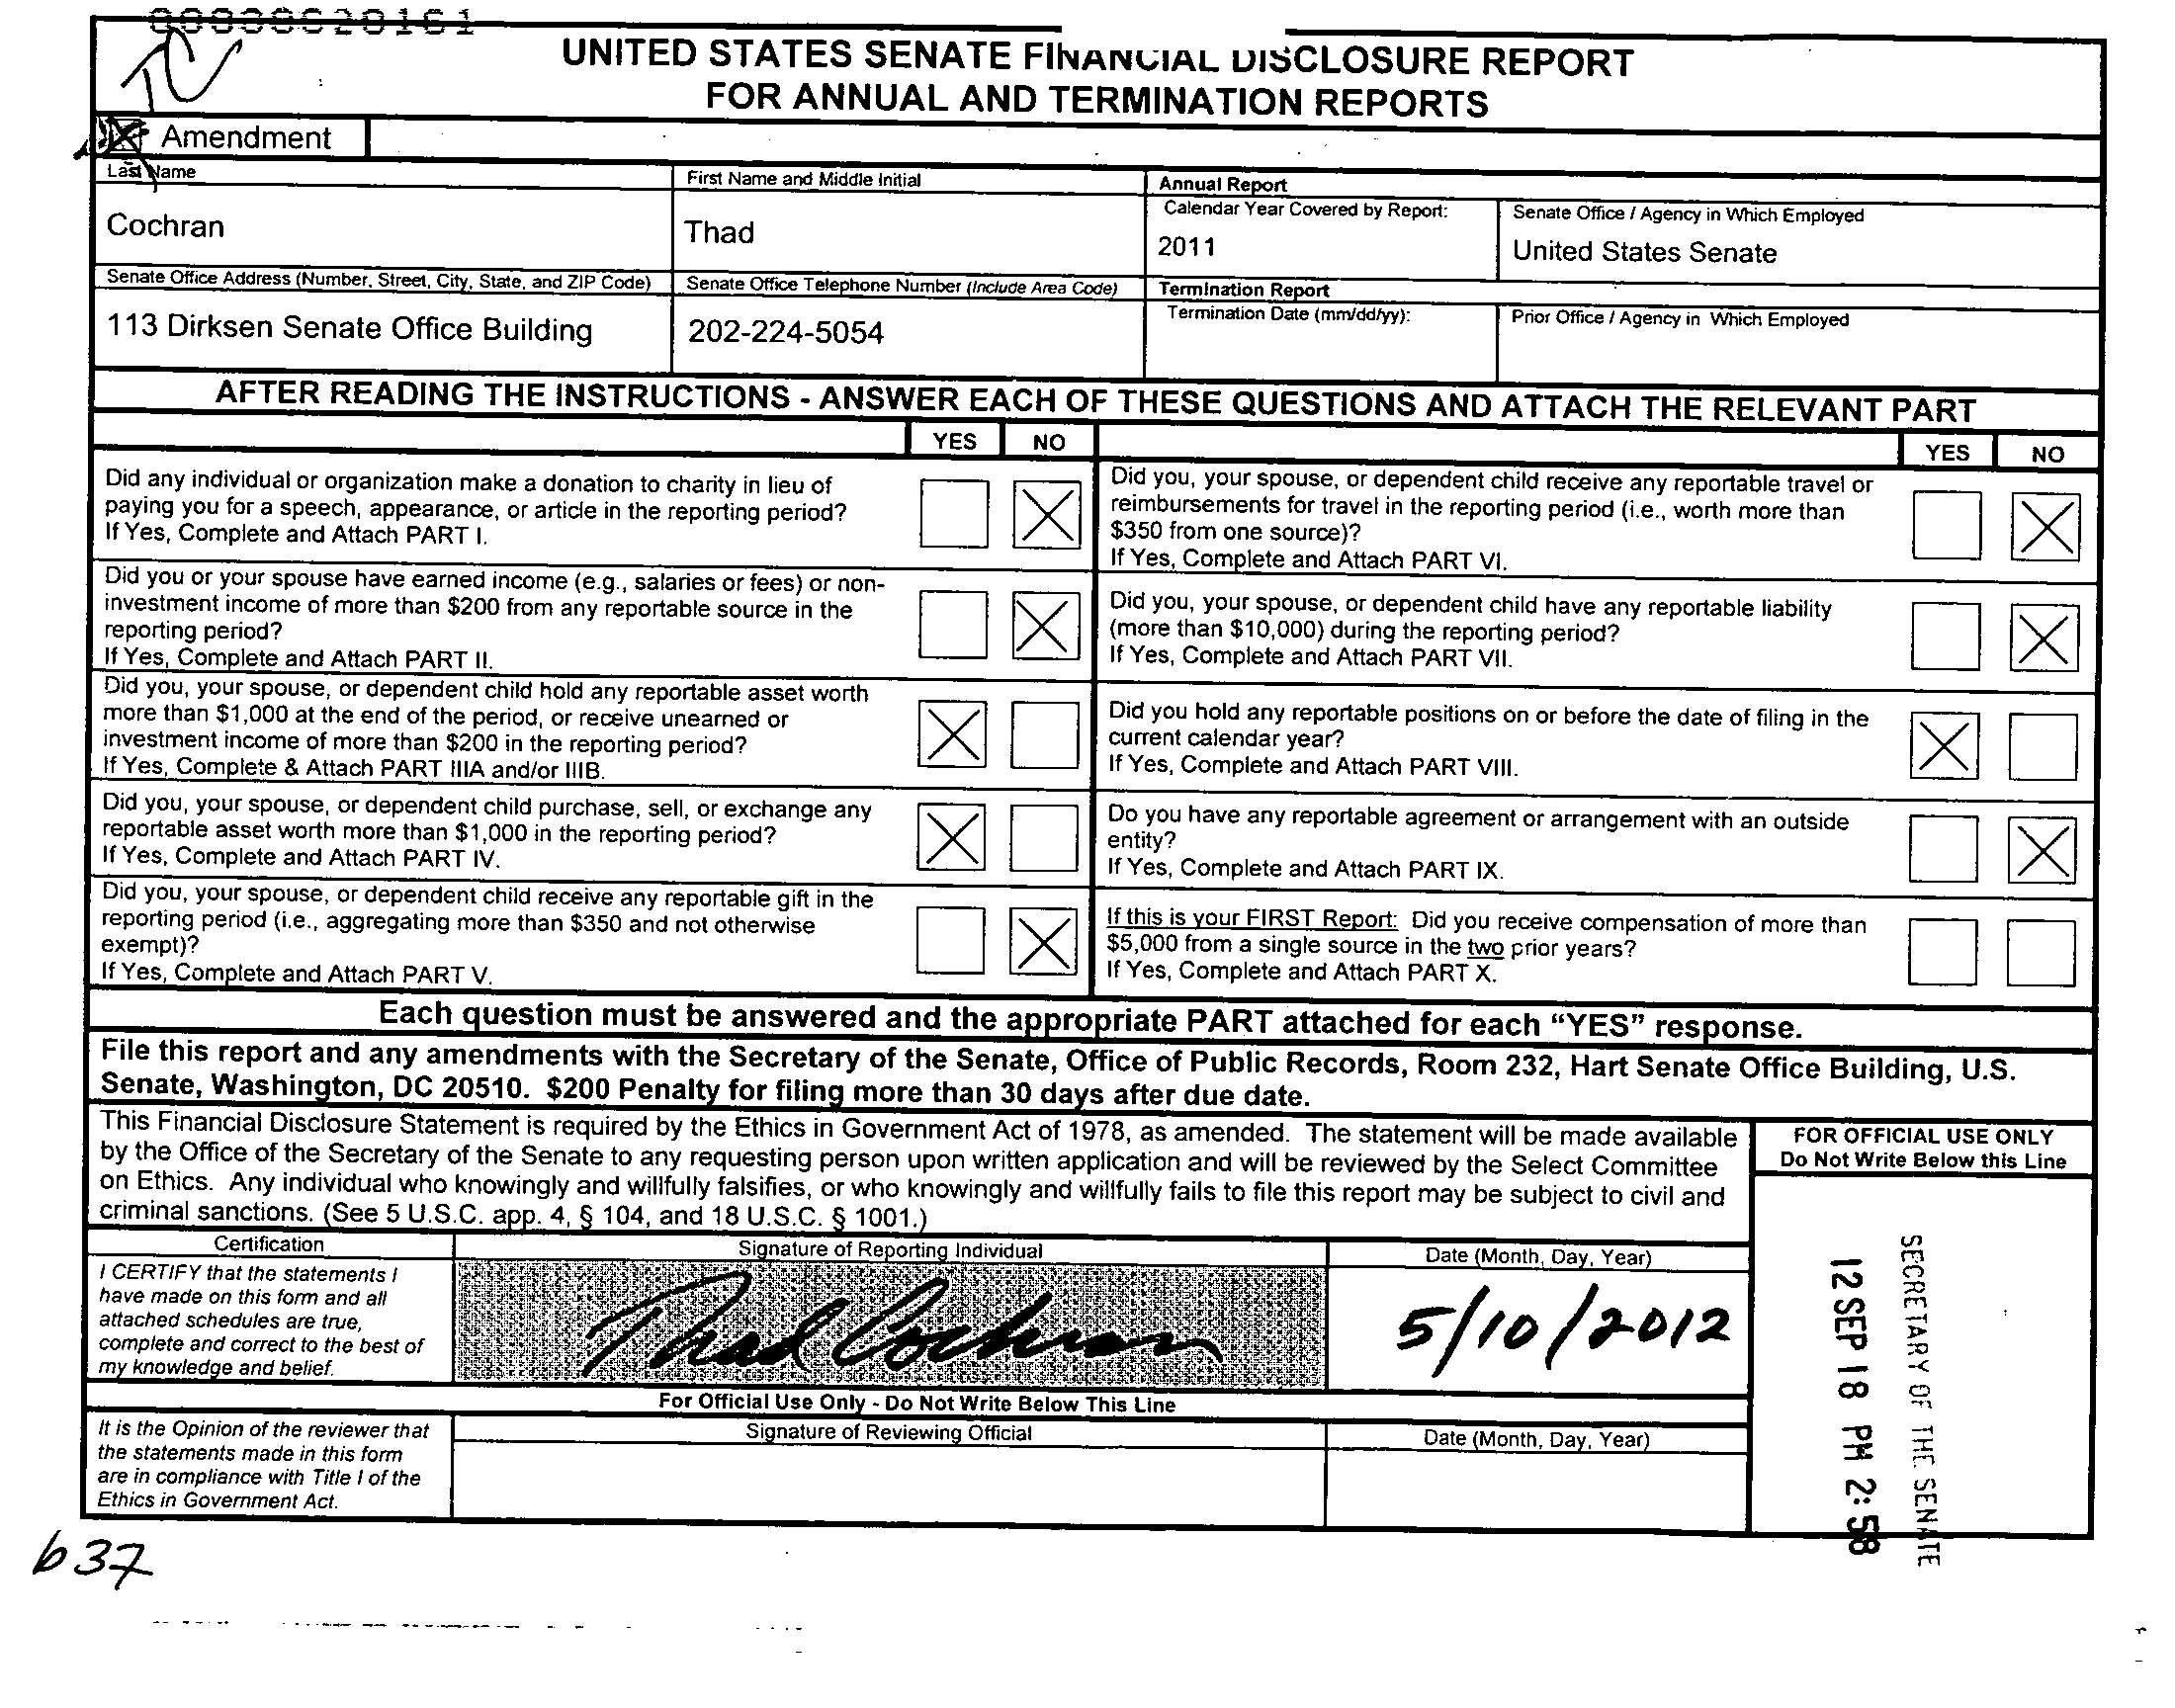 00000020161
TC
UNITED STATES SENATE FINANCIAL DISCLOSURE REPORT
FOR ANNUAL AND TERMINATION REPORTS
Amendment
Last Name
First Name and Middle Initial
Annual Report
Calendar Year Covered by Report:
Senate Office / Agency in Which Employed
Cochran
Thad
2011
United States Senate
Senate Office Address (Number, Street, City, State, and ZIP Code)
Senate Office Telephone Number (Include Area Code)
Termination Report
Termination Date (mm/dd/yy):
Prior Office / Agency in Which Employed
113 Dirksen Senate Office Building
202-224-5054
AFTER READING THE INSTRUCTIONS - ANSWER EACH OF THESE QUESTIONS AND ATTACH THE RELEVANT PART
YES NO
YES NO
Did any individual or organization make a donation to charity in lieu of
paying you for a speech, appearance, or article in the reporting period?
If Yes, Complete and Attach PART I.
Did you, your spouse, or dependent child receive any reportable travel or
reimbursements for travel in the reporting period (i.e., worth more than
$350 from one source)?
If Yes, Complete and Attach PART VI.
Did you or your spouse have earned income (e.g., salaries or fees) or non-
investment income of more than $200 from any reportable source in the
reporting period?
If Yes, Complete and Attach PART II.
Did you, your spouse, or dependent child have any reportable liability
(more than $10,000) during the reporting period?
If Yes, Complete and Attach PART VII.
Did you, your spouse, or dependent child hold any reportable asset worth
more than $1,000 at the end of the period, or receive unearned or
investment income of more than $200 in the reporting period?
If Yes, Complete & Attach PART IIIA and/or IIIB.
Did you hold any reportable positions on or before the date of filing in the
current calendar year?
If Yes, Complete and Attach PART VIII.
Did you, your spouse, or dependent child purchase, sell, or exchange any
reportable asset worth more than $1,000 in the reporting period?
If Yes, Complete and Attach PART IV.
Do you have any reportable agreement or arrangement with an outside
entity?
If Yes, Complete and Attach PART IX.
Did you, your spouse, or dependent child receive any reportable gift in the
reporting period (i.e., aggregating more than $350 and not otherwise
exempt)?
If Yes, Complete and Attach PART V.
If this is your FIRST Report: Did you receive compensation of more than
$5,000 from a single source in the two prior years?
If Yes, Complete and Attach PART X.
Each question must be answered and the appropriate PART attached for each “YES” response.
File this report and any amendments with the Secretary of the Senate, Office of Public Records, Room 232, Hart Senate Office Building, U.S.
Senate, Washington, DC 20510. $200 Penalty for filing more than 30 days after due date.
This Financial Disclosure Statement is required by the Ethics in Government Act of 1978, as amended. The statement will be made available
by the Office of the Secretary of the Senate to any requesting person upon written application and will be reviewed by the Select Committee
on Ethics. Any individual who knowingly and willfully falsifies, or who knowingly and willfully fails to file this report may be subject to civil and
criminal sanctions. (See 5 U.S.C. app. 4, § 104, and 18 U.S.C. § 1001.)
FOR OFFICIAL USE ONLY
Do Not Write Below this Line
Certification
Signature of Reporting Individual
Date (Month, Day, Year)
I CERTIFY that the statements I
have made on this form and all
attached schedules are true,
complete and correct to the best of
my knowledge and belief.
Thad Cochran
5/10/2012
For Official Use Only - Do Not Write Below This Line
It is the Opinion of the reviewer that
the statements made in this form
are in compliance with Title I of the
Ethics in Government Act.
Signature of Reviewing Official
Date (Month, Day, Year)
SECRETARY OF THE SENATE
12 SEP 18 PM 2:58
637